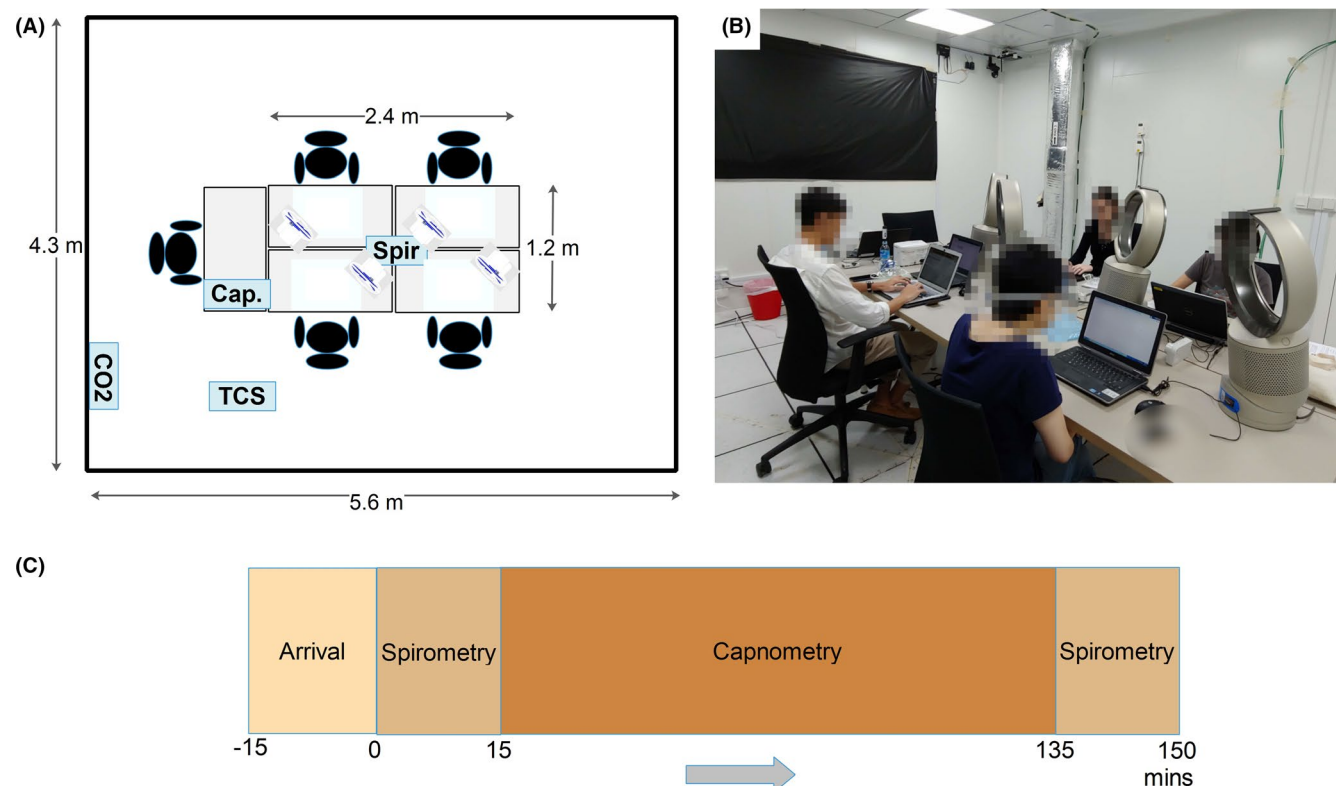 (A)
2.4 m
4.3 m
Spir
1.2 m
Cap.
CO2
TCS
5.6 m
(B)
(C)
Arrival
Spirometry
Capnometry
Spirometry
-15
0
15
135
150
mins